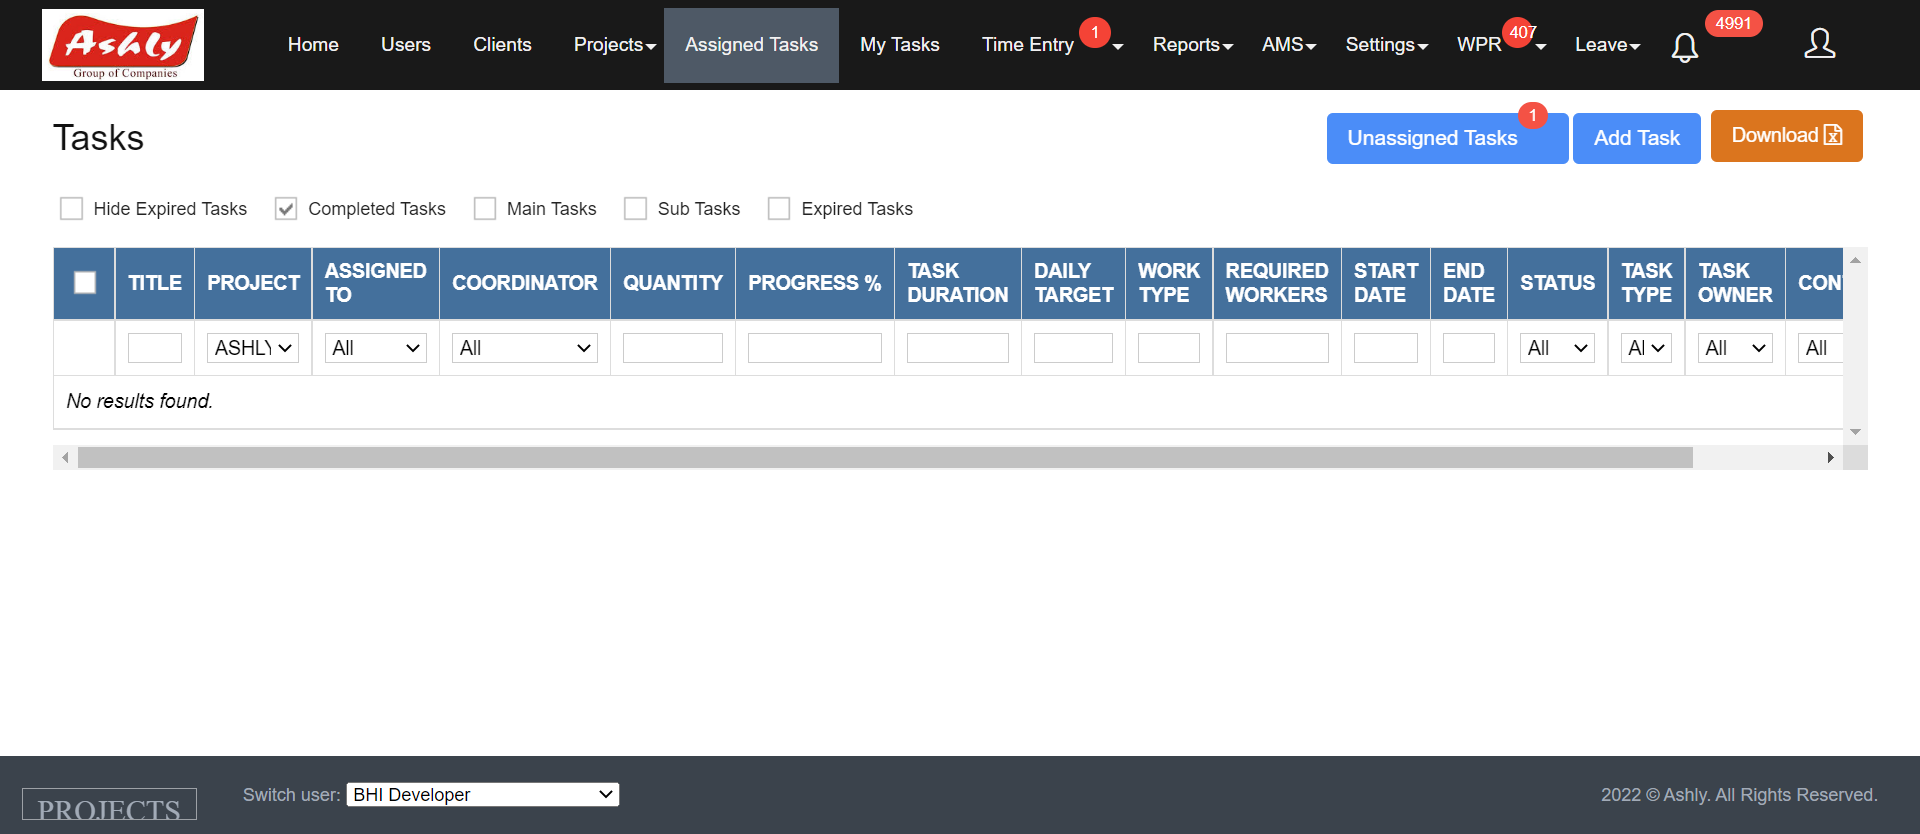 Ashly
Group of Companies
Home Users Clients Projects Assigned Tasks My Tasks Time Entry 1 Reports AMS Settings WPR 407 Leave 4991
Tasks
Unassigned Tasks 1 Add Task Download
Hide Expired Tasks Completed Tasks Main Tasks Sub Tasks Expired Tasks
TITLE PROJECT ASSIGNED TO COORDINATOR QUANTITY PROGRESS % TASK DURATION DAILY TARGET WORK TYPE REQUIRED WORKERS START DATE END DATE STATUS TASK TYPE TASK OWNER CON
ASHLY All All All Al All All
No results found.
PROJECTS Switch user: BHI Developer 2022 © Ashly. All Rights Reserved.